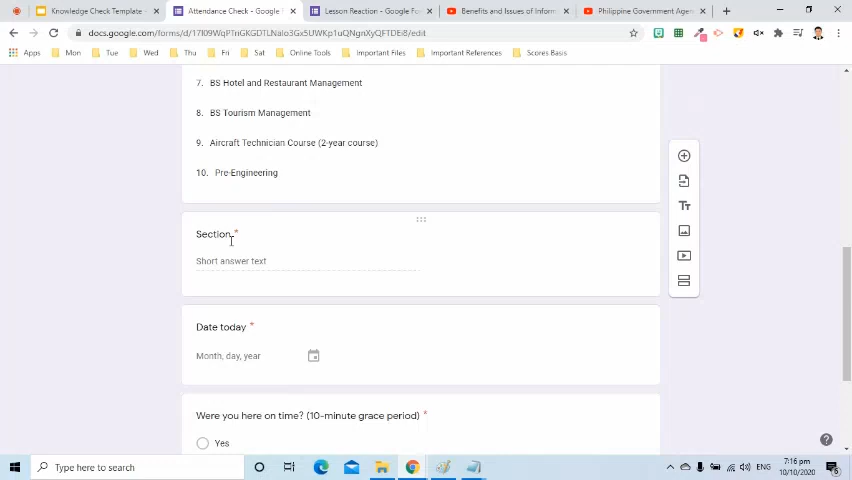 Knowledge Check Template -
Attendance Check - Google
Lesson Reaction - Google Fo
Benefits and Issues of Inform
Philippine Government Agen
docs.google.com/forms/d/17I09WqPTnGKGDTLNaIo3Gx5UWKp1uQNgnXyQFTDEi8/edit
Apps
Mon
Tue
Wed
Thu
Fri
Sat
Online Tools
Important Files
Important References
Scores Basis
7. BS Hotel and Restaurant Management
8. BS Tourism Management
9. Aircraft Technician Course (2-year course)
10. Pre-Engineering
Section *
Short answer text
Date today *
Month, day, year
Were you here on time? (10-minute grace period) *
Yes
Type here to search
ENG
7:16 pm
10/10/2020